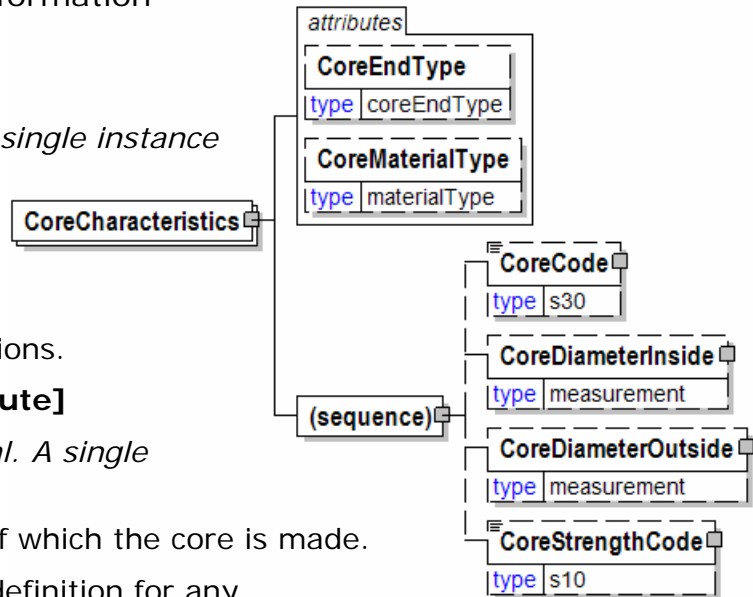 ormation
attributes
CoreEndType
type coreEndType
single instance
CoreMaterialType
type materialType
CoreCharacteristics
CoreCode
type s30
ions.
CoreDiameterInside
type measurement
ute]
(sequence)
l. A single
CoreDiameterOutside
type measurement
f which the core is made.
CoreStrengthCode
type s10
definition for any